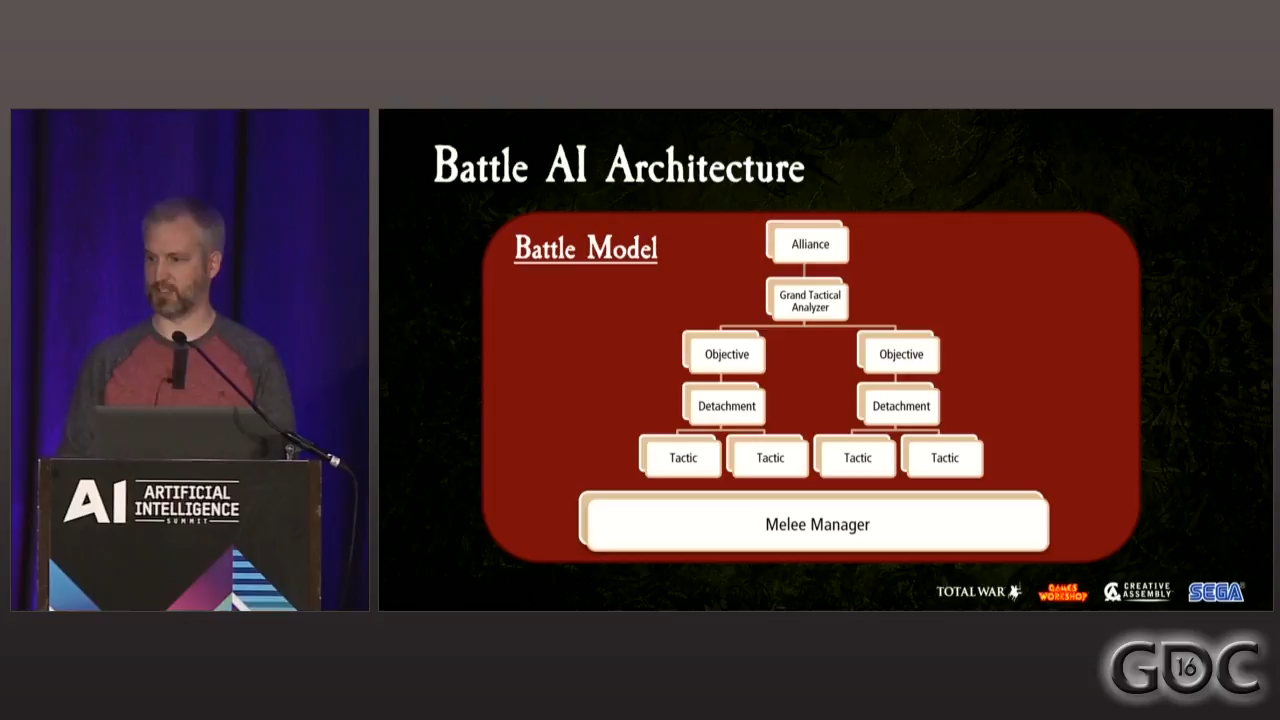 Battle AI Architecture
Battle Model
Alliance
Grand Tactical
Analyzer
Objective
Objective
Detachment
Detachment
Tactic
Tactic
Tactic
Tactic
Melee Manager
TOTAL WAR
GAMES
WORKSHOP
CREATIVE
ASSEMBLY
SEGA
AI
ARTIFICIAL
INTELLIGENCE
SUMMIT
GDC
16